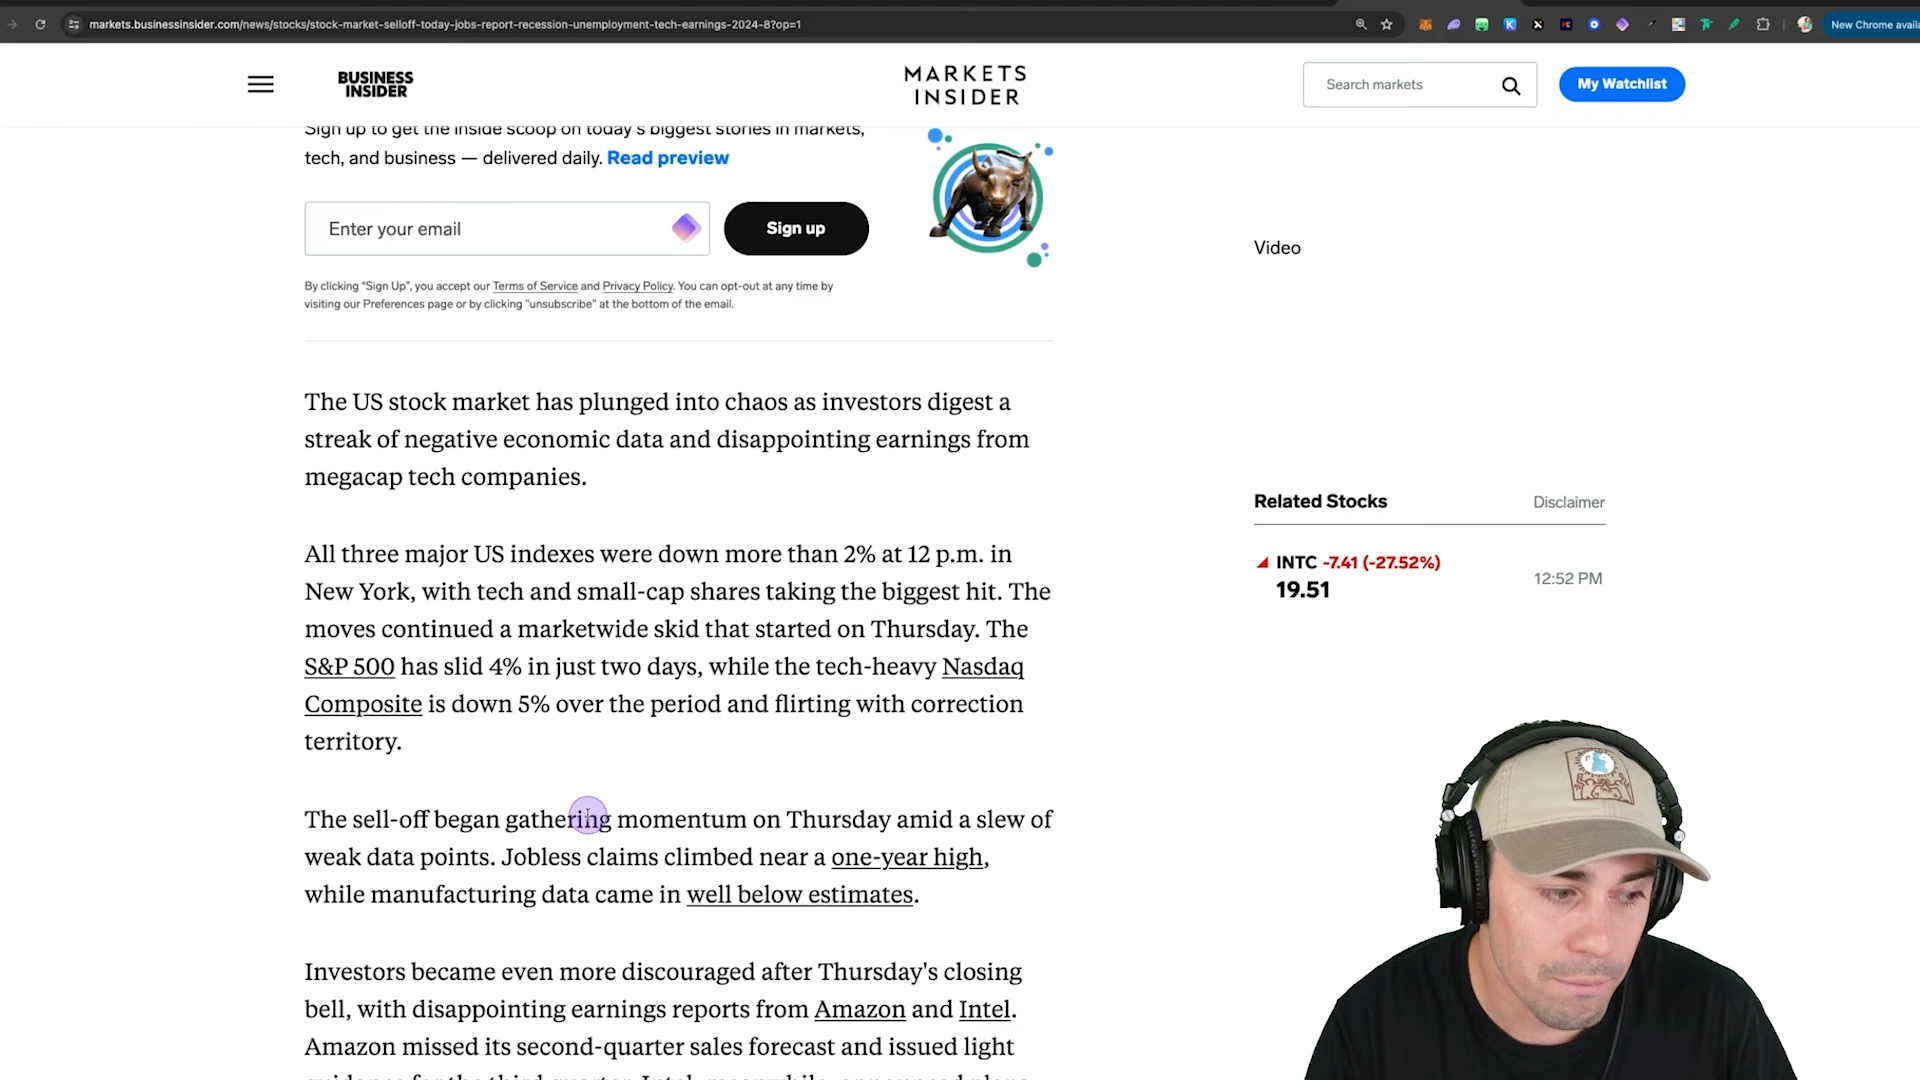 markets.businessinsider.com/news/stocks/stock-market-selloff-today-jobs-report-recession-unemployment-tech-earnings-2024-8?op=1
New Chrome availa
BUSINESS
INSIDER
MARKETS
INSIDER
Search markets
My Watchlist
Sign up to get the inside scoop on today's biggest stories in markets,
tech, and business — delivered daily. Read preview
Enter your email
Sign up
By clicking “Sign Up”, you accept our Terms of Service and Privacy Policy. You can opt-out at any time by
visiting our Preferences page or by clicking "unsubscribe" at the bottom of the email.
Video
The US stock market has plunged into chaos as investors digest a
streak of negative economic data and disappointing earnings from
megacap tech companies.
Related Stocks
Disclaimer
INTC -7.41 (-27.52%)
19.51
12:52 PM
All three major US indexes were down more than 2% at 12 p.m. in
New York, with tech and small-cap shares taking the biggest hit. The
moves continued a marketwide skid that started on Thursday. The
S&P 500 has slid 4% in just two days, while the tech-heavy Nasdaq
Composite is down 5% over the period and flirting with correction
territory.
The sell-off began gathering momentum on Thursday amid a slew of
weak data points. Jobless claims climbed near a one-year high,
while manufacturing data came in well below estimates.
Investors became even more discouraged after Thursday's closing
bell, with disappointing earnings reports from Amazon and Intel.
Amazon missed its second-quarter sales forecast and issued light